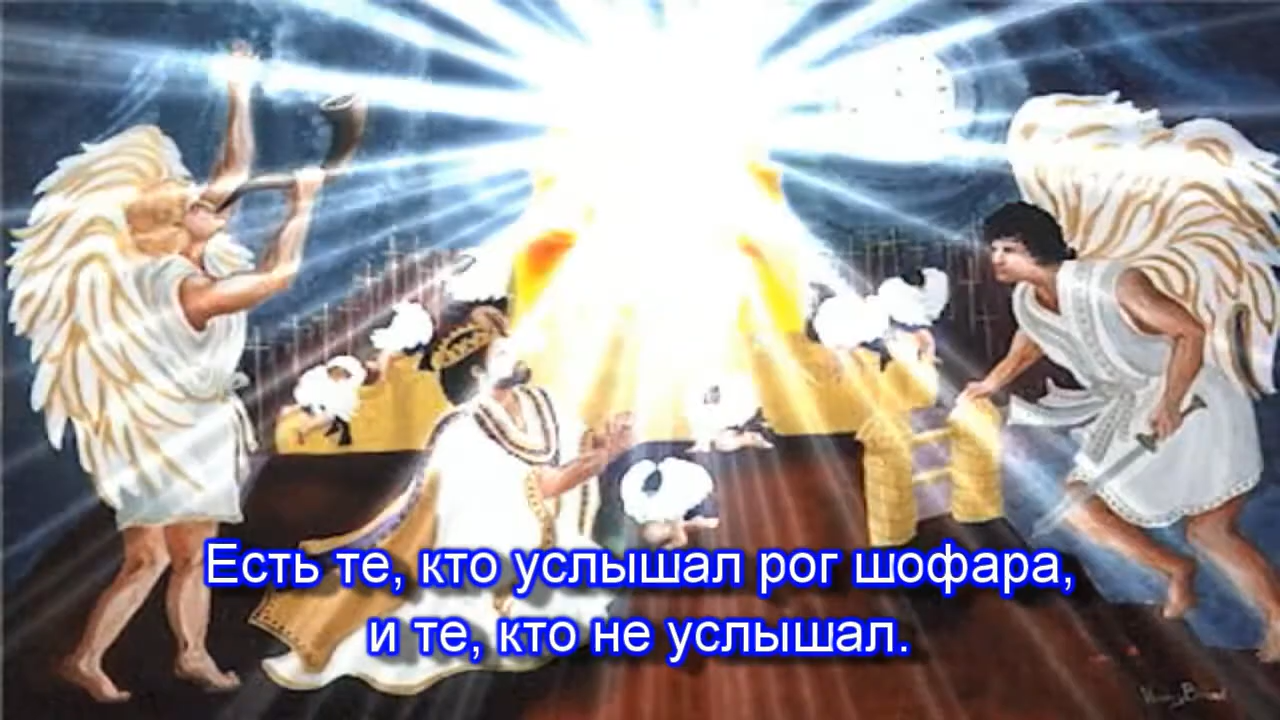 Есть те, кто услышал рог шофара,
и те, кто не услышал.